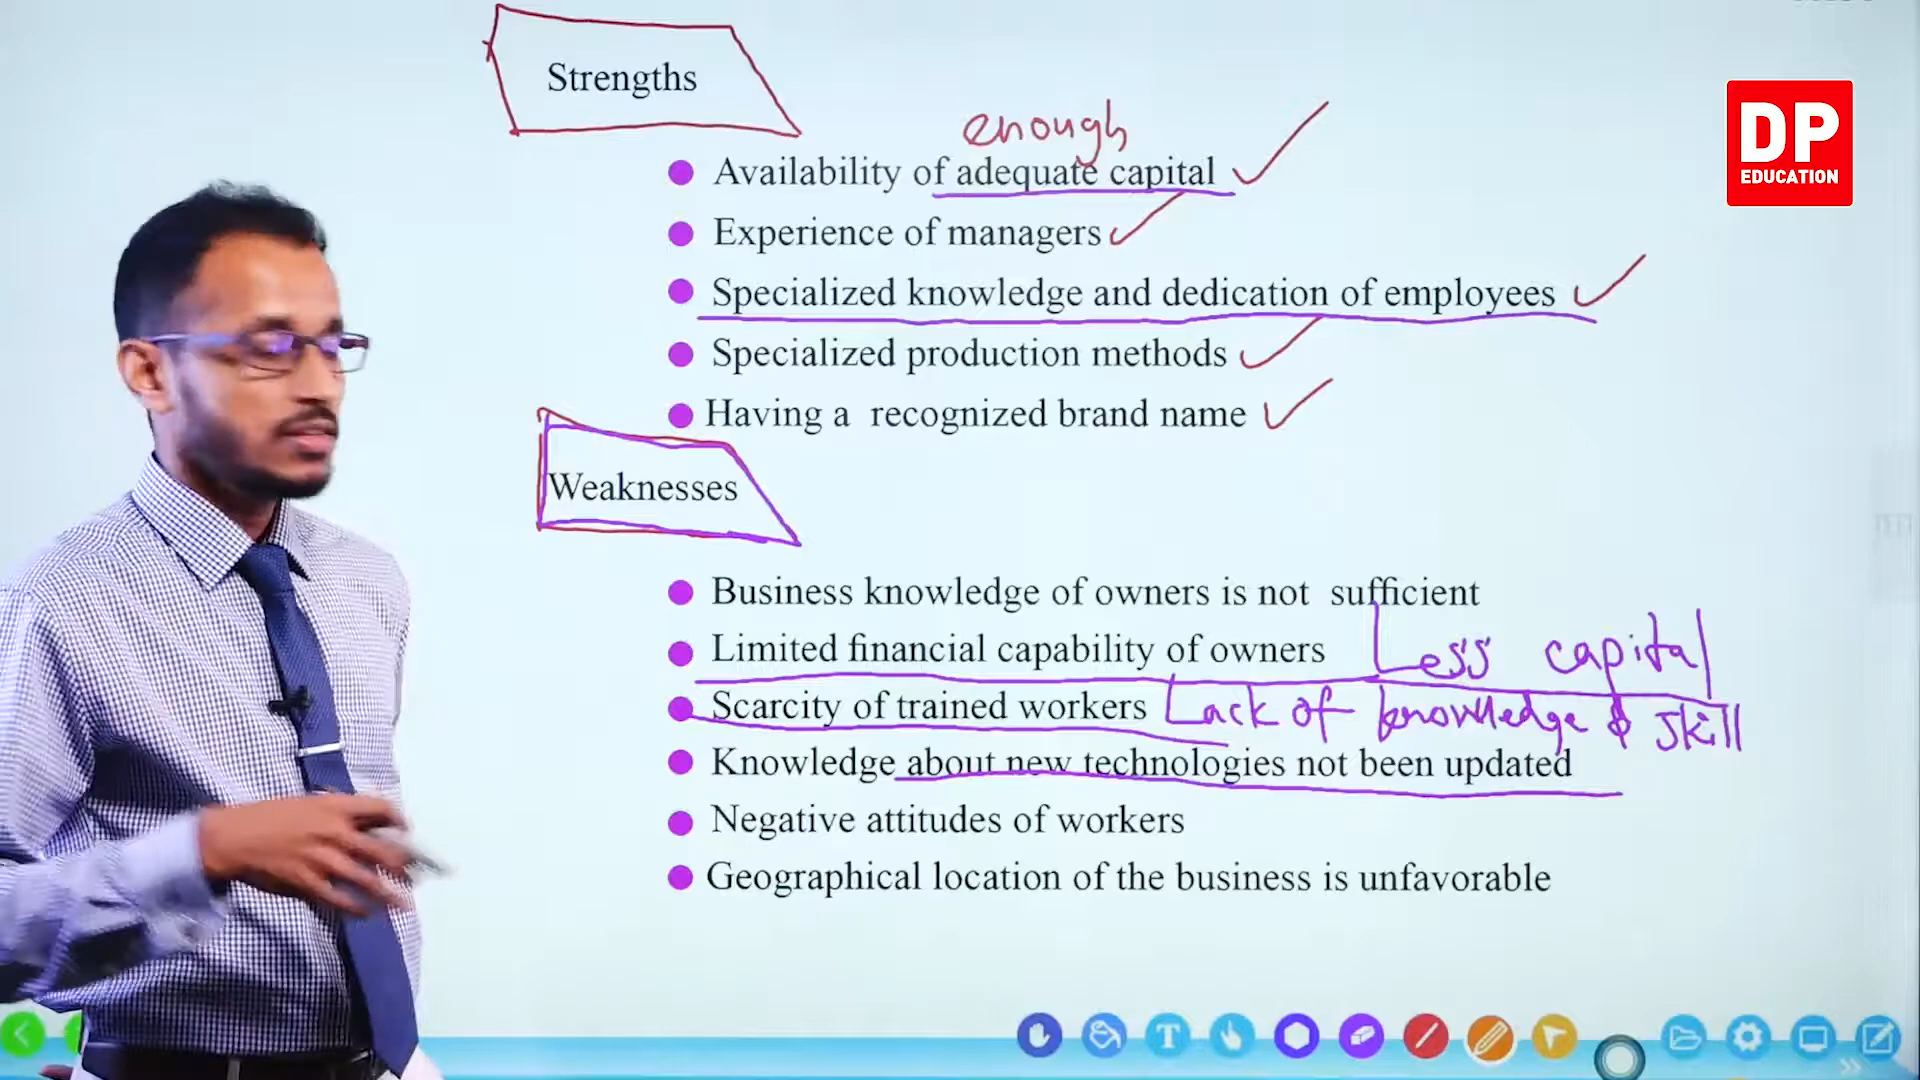 Strengths
enough
Availability of adequate capital
Experience of managers
Specialized knowledge and dedication of employees
Specialized production methods
Having a recognized brand name
Weaknesses
Business knowledge of owners is not sufficient
Limited financial capability of owners Less capital
Scarcity of trained workers Lack of knowledge & skill
Knowledge about new technologies not been updated
Negative attitudes of workers
Geographical location of the business is unfavorable
DP
EDUCATION
T